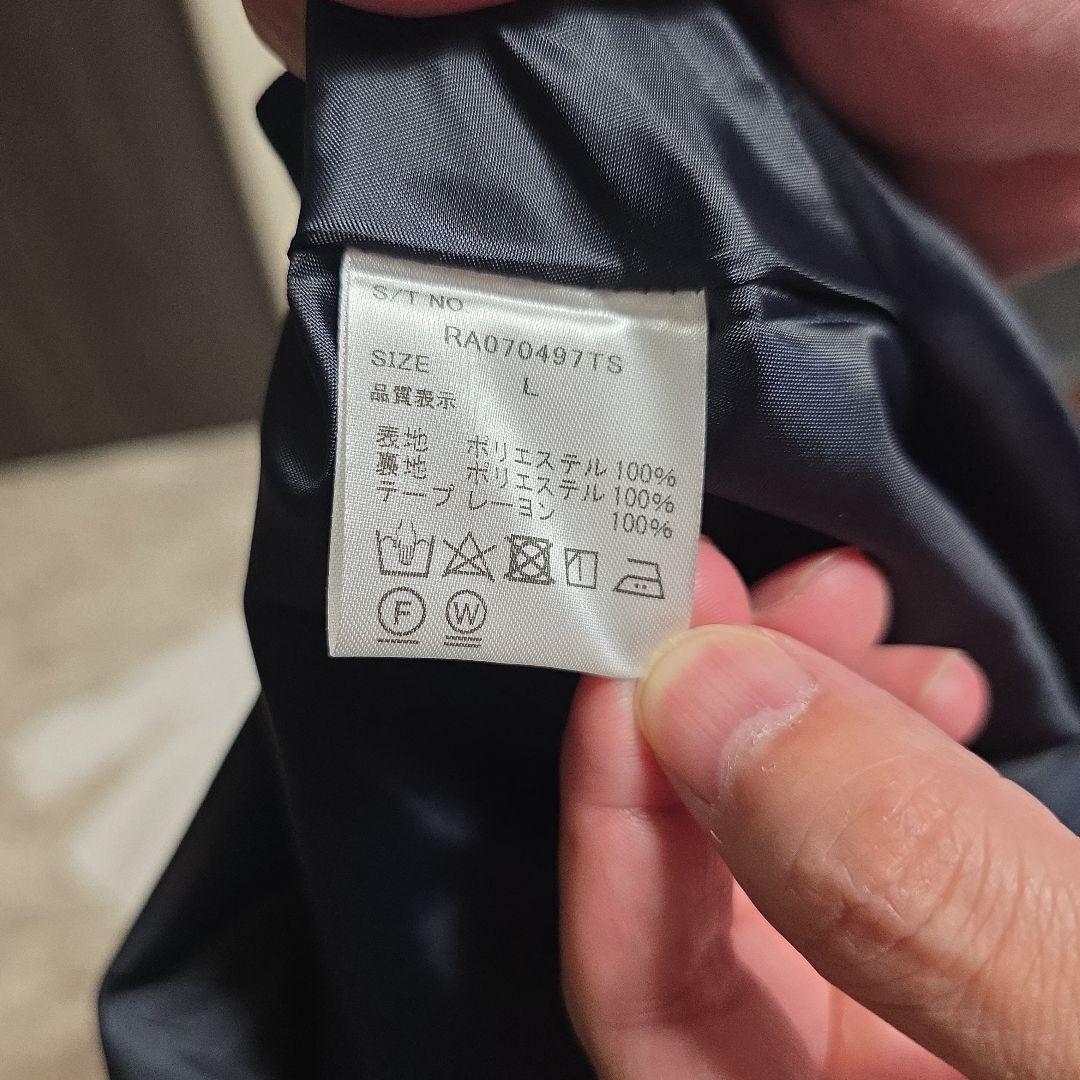 S/T NO.
RA070497TS
SIZE
L
品質表示
表地 ポリエステル 100%
裏地 ポリエステル 100%
テープ レーヨン 100%
F W